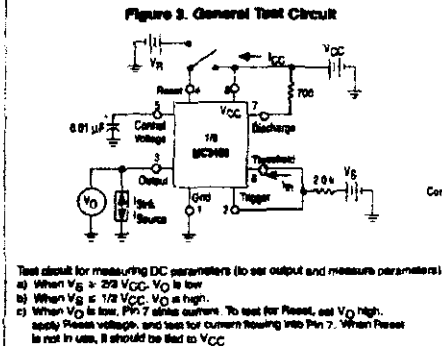 Figure 3. General Test Circuit
VR
ICC
VCC
Reset
4
8
700
5
VCC
7
0.01 µF
Control
Voltage
Discharge
1/2
3
Threshold
Output
6
Ith
2.0 k
VS
VO
ISink
ISource
Gnd
Trigger
1
2
Con
Test circuit for measuring DC parameters (to set output and measure parameters)
a) When VS ≥ 2/3 VCC, VO is low
b) When VS ≤ 1/3 VCC, VO is high.
c) When VO is low, Pin 7 sinks current. To test for Reset, set VO high,
apply Reset voltage, and test for current flowing into Pin 7. When Reset
is not in use, it should be tied to VCC